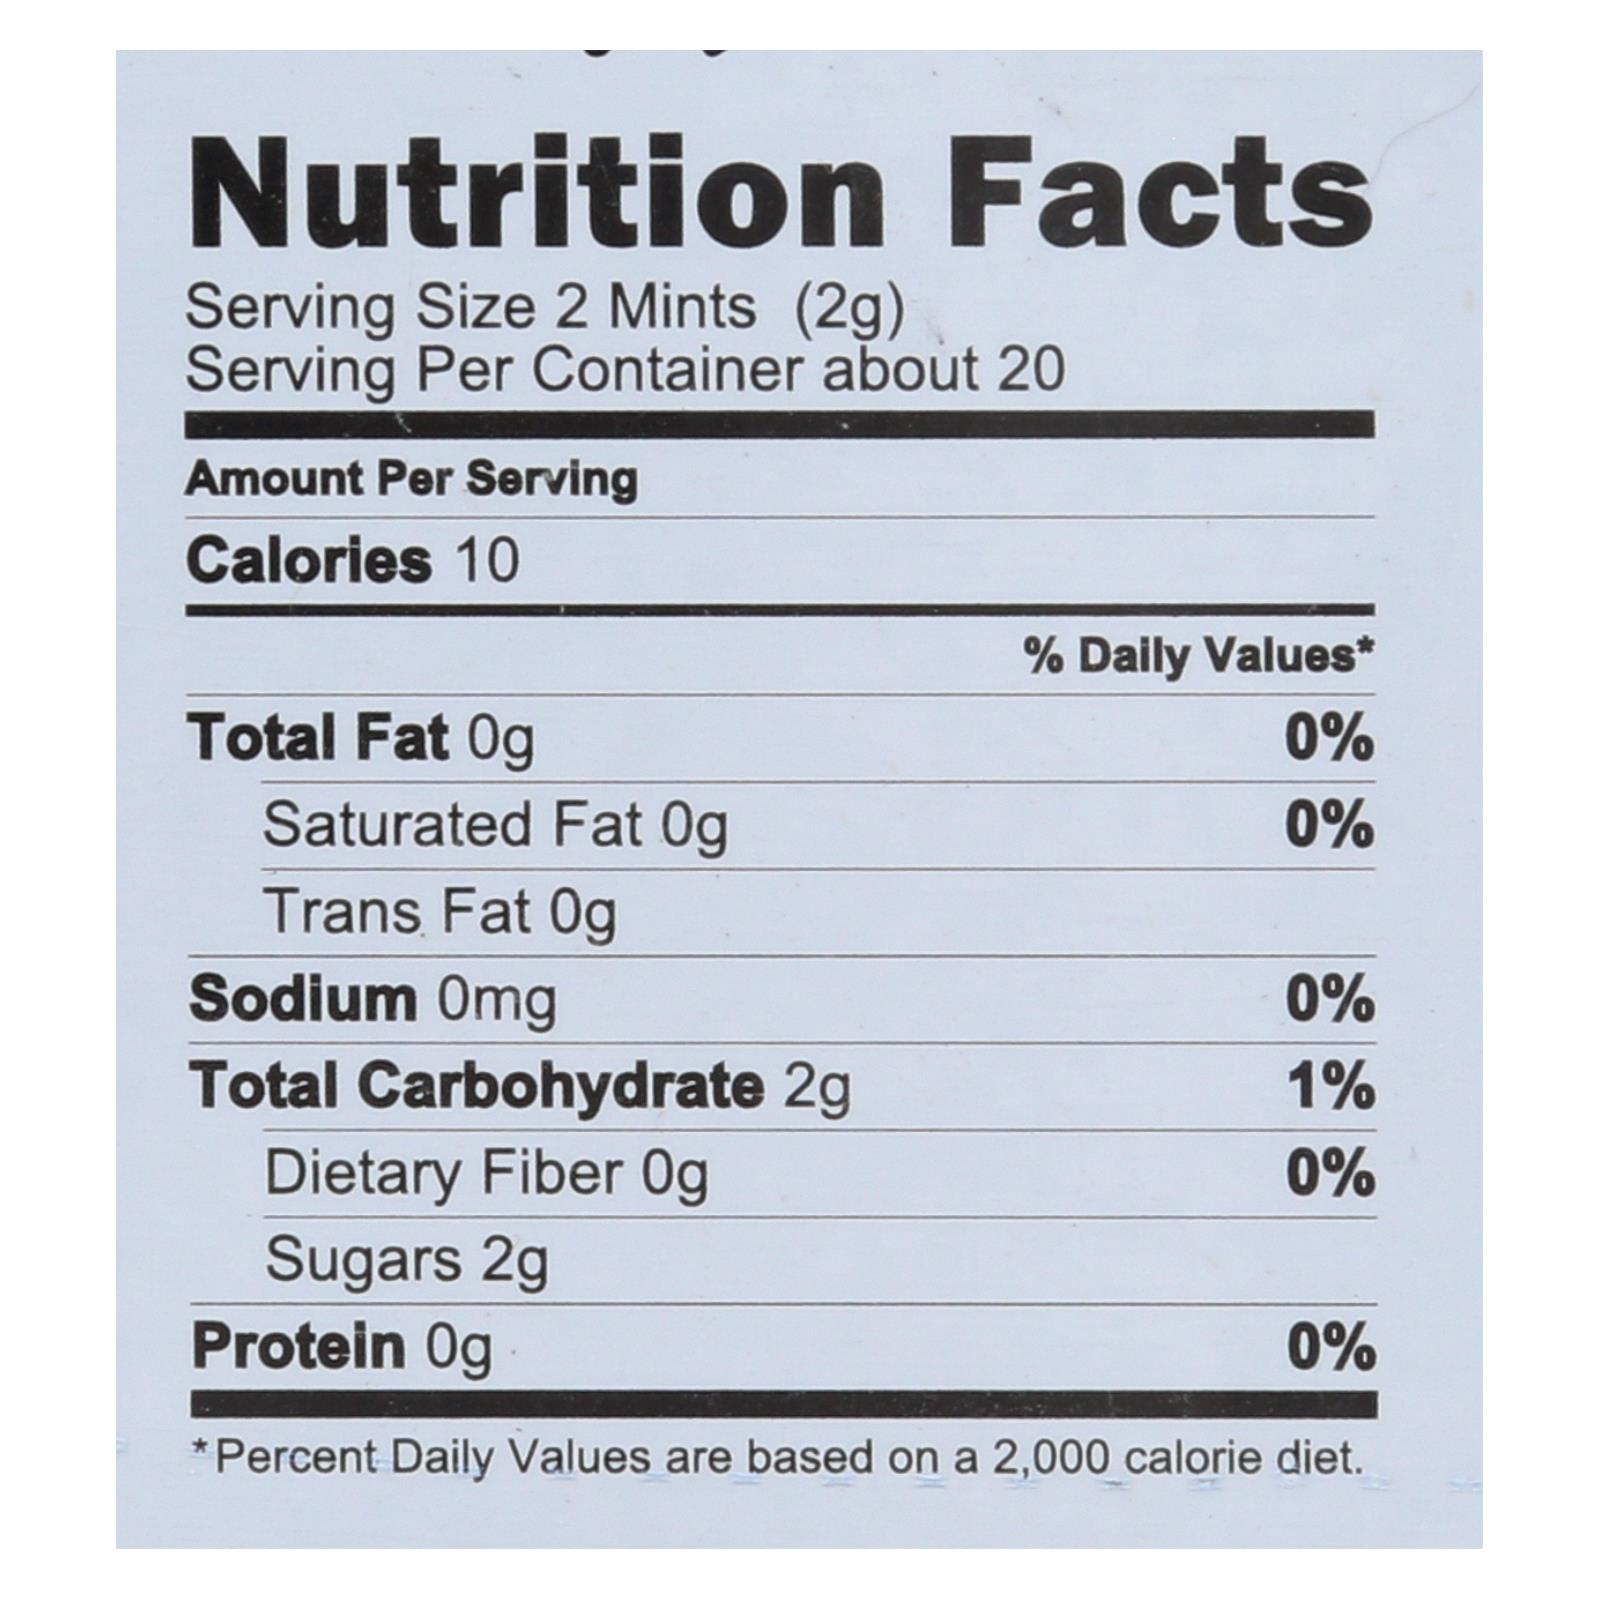 Nutrition Facts
Serving Size 2 Mints (2g)
Serving Per Container about 20
Amount Per Serving
Calories 10
% Daily Values*
Total Fat 0g 0%
Saturated Fat 0g 0%
Trans Fat 0g
Sodium 0mg 0%
Total Carbohydrate 2g 1%
Dietary Fiber 0g 0%
Sugars 2g
Protein 0g 0%
*Percent Daily Values are based on a 2,000 calorie diet.